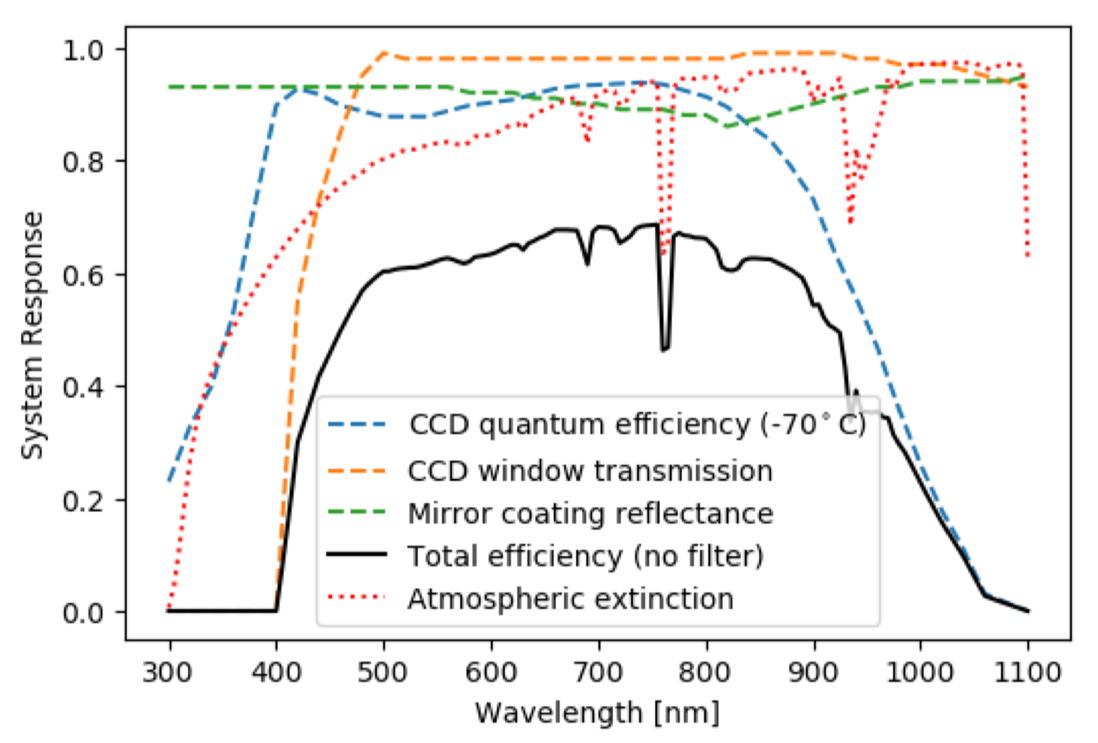 1.0
0.8
0.6
0.4
0.2
0.0
System Response
CCD quantum efficiency (-70°C)
CCD window transmission
Mirror coating reflectance
Total efficiency (no filter)
Atmospheric extinction
300 400 500 600 700 800 900 1000 1100
Wavelength [nm]